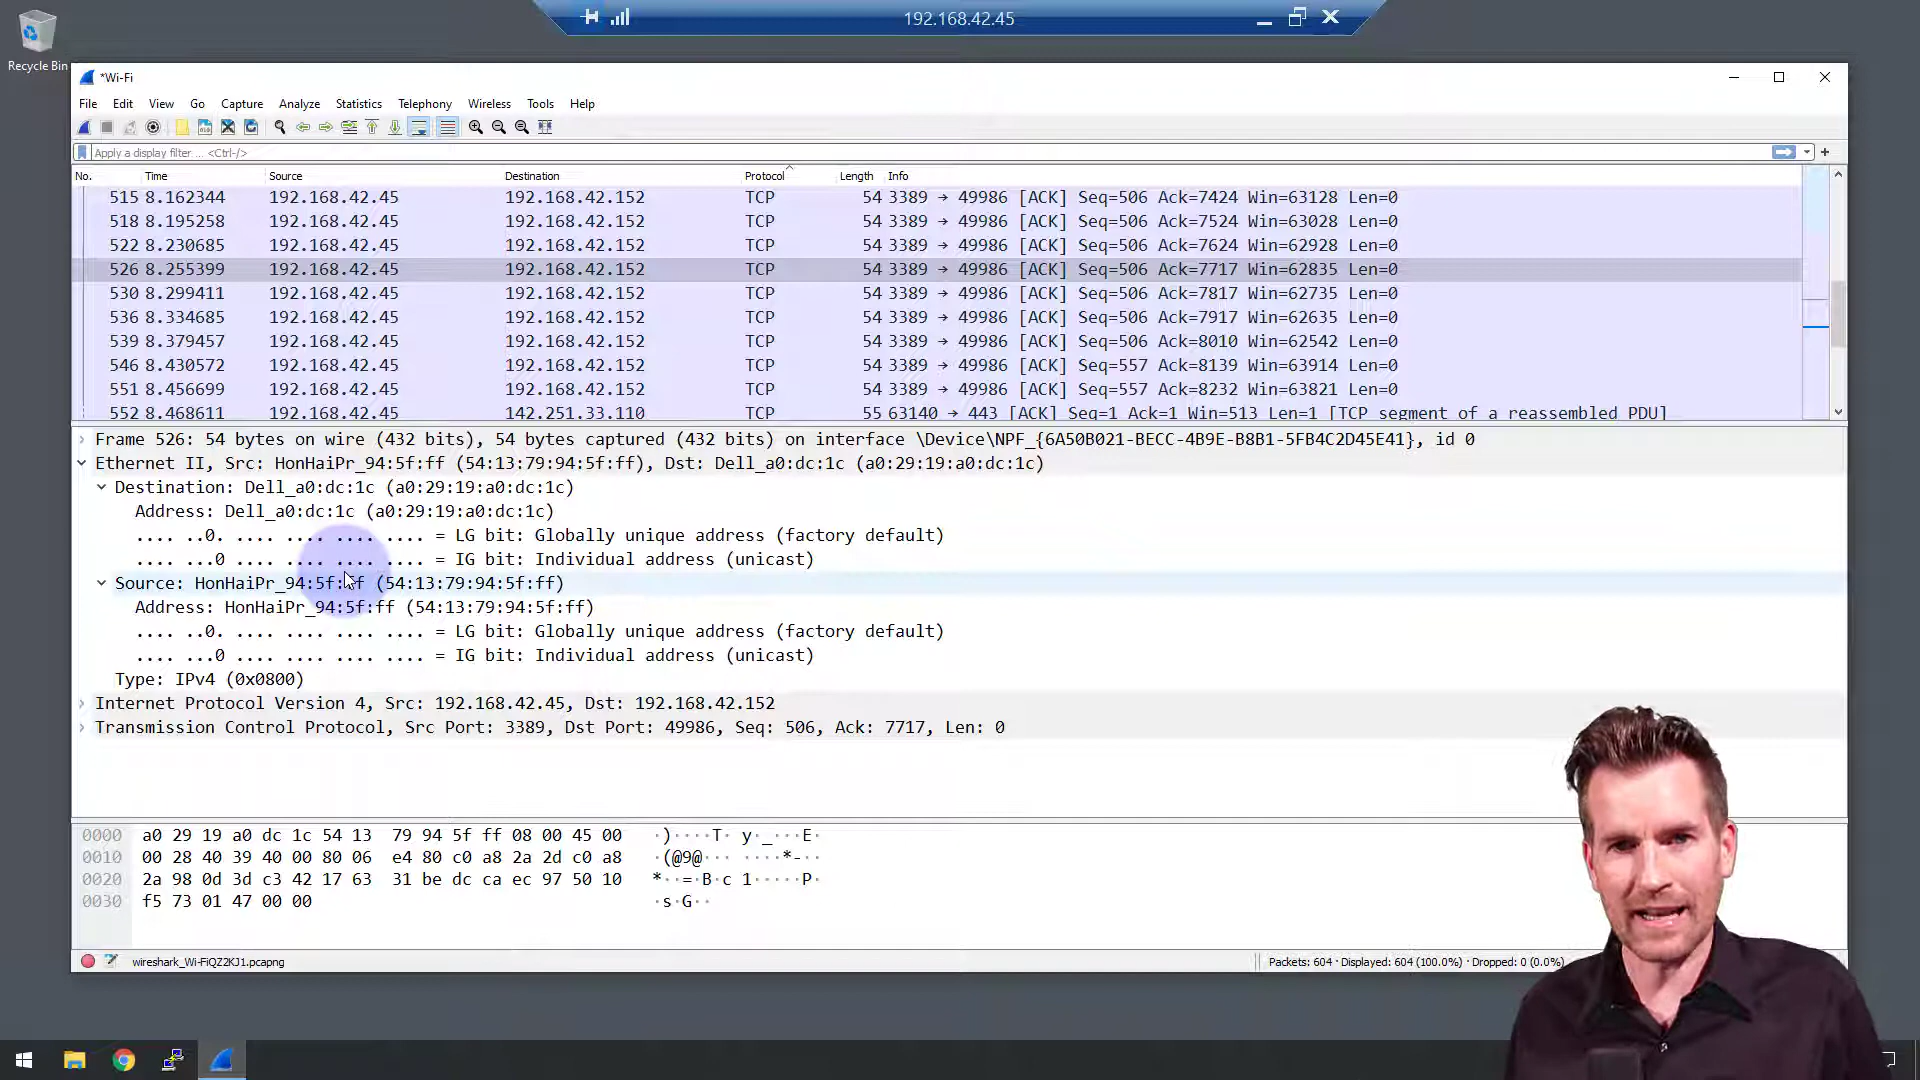 192.168.42.45
Recycle Bin
*Wi-Fi
File Edit View Go Capture Analyze Statistics Telephony Wireless Tools Help
Apply a display filter ... <Ctrl-/>
No. Time Source Destination Protocol Length Info
515 8.162344 192.168.42.45 192.168.42.152 TCP 54 3389 → 49986 [ACK] Seq=506 Ack=7424 Win=63128 Len=0
518 8.195258 192.168.42.45 192.168.42.152 TCP 54 3389 → 49986 [ACK] Seq=506 Ack=7524 Win=63028 Len=0
522 8.230685 192.168.42.45 192.168.42.152 TCP 54 3389 → 49986 [ACK] Seq=506 Ack=7624 Win=62928 Len=0
526 8.255399 192.168.42.45 192.168.42.152 TCP 54 3389 → 49986 [ACK] Seq=506 Ack=7717 Win=62835 Len=0
530 8.299411 192.168.42.45 192.168.42.152 TCP 54 3389 → 49986 [ACK] Seq=506 Ack=7817 Win=62735 Len=0
536 8.334685 192.168.42.45 192.168.42.152 TCP 54 3389 → 49986 [ACK] Seq=506 Ack=7917 Win=62635 Len=0
539 8.379457 192.168.42.45 192.168.42.152 TCP 54 3389 → 49986 [ACK] Seq=506 Ack=8010 Win=62542 Len=0
546 8.430572 192.168.42.45 192.168.42.152 TCP 54 3389 → 49986 [ACK] Seq=557 Ack=8139 Win=63914 Len=0
551 8.456699 192.168.42.45 192.168.42.152 TCP 54 3389 → 49986 [ACK] Seq=557 Ack=8232 Win=63821 Len=0
552 8.468611 192.168.42.45 142.251.33.110 TCP 55 63140 → 443 [ACK] Seq=1 Ack=1 Win=513 Len=1 [TCP segment of a reassembled PDU]
Frame 526: 54 bytes on wire (432 bits), 54 bytes captured (432 bits) on interface \Device\NPF_{6A50B021-BECC-4B9E-B8B1-5FB4C2D45E41}, id 0
Ethernet II, Src: HonHaiPr_94:5f:ff (54:13:79:94:5f:ff), Dst: Dell_a0:dc:1c (a0:29:19:a0:dc:1c)
Destination: Dell_a0:dc:1c (a0:29:19:a0:dc:1c)
Address: Dell_a0:dc:1c (a0:29:19:a0:dc:1c)
.... ..0. .... .... .... .... = LG bit: Globally unique address (factory default)
.... ...0 .... .... .... .... = IG bit: Individual address (unicast)
Source: HonHaiPr_94:5f:ff (54:13:79:94:5f:ff)
Address: HonHaiPr_94:5f:ff (54:13:79:94:5f:ff)
.... ..0. .... .... .... .... = LG bit: Globally unique address (factory default)
.... ...0 .... .... .... .... = IG bit: Individual address (unicast)
Type: IPv4 (0x0800)
Internet Protocol Version 4, Src: 192.168.42.45, Dst: 192.168.42.152
Transmission Control Protocol, Src Port: 3389, Dst Port: 49986, Seq: 506, Ack: 7717, Len: 0
0000 a0 29 19 a0 dc 1c 54 13 79 94 5f ff 08 00 45 00 ·)····T· y·_···E·
0010 00 28 40 39 40 00 80 06 e4 80 c0 a8 2a 2d c0 a8 ·(@9@··· ····*-··
0020 2a 98 0d 3d c3 42 17 63 31 be dc ca ec 97 50 10 *··=·B·c 1·····P·
0030 f5 73 01 47 00 00 ·s·G··
wireshark_Wi-FiQZ2KJ1.pcapng
Packets: 604 · Displayed: 604 (100.0%) · Dropped: 0 (0.0%)